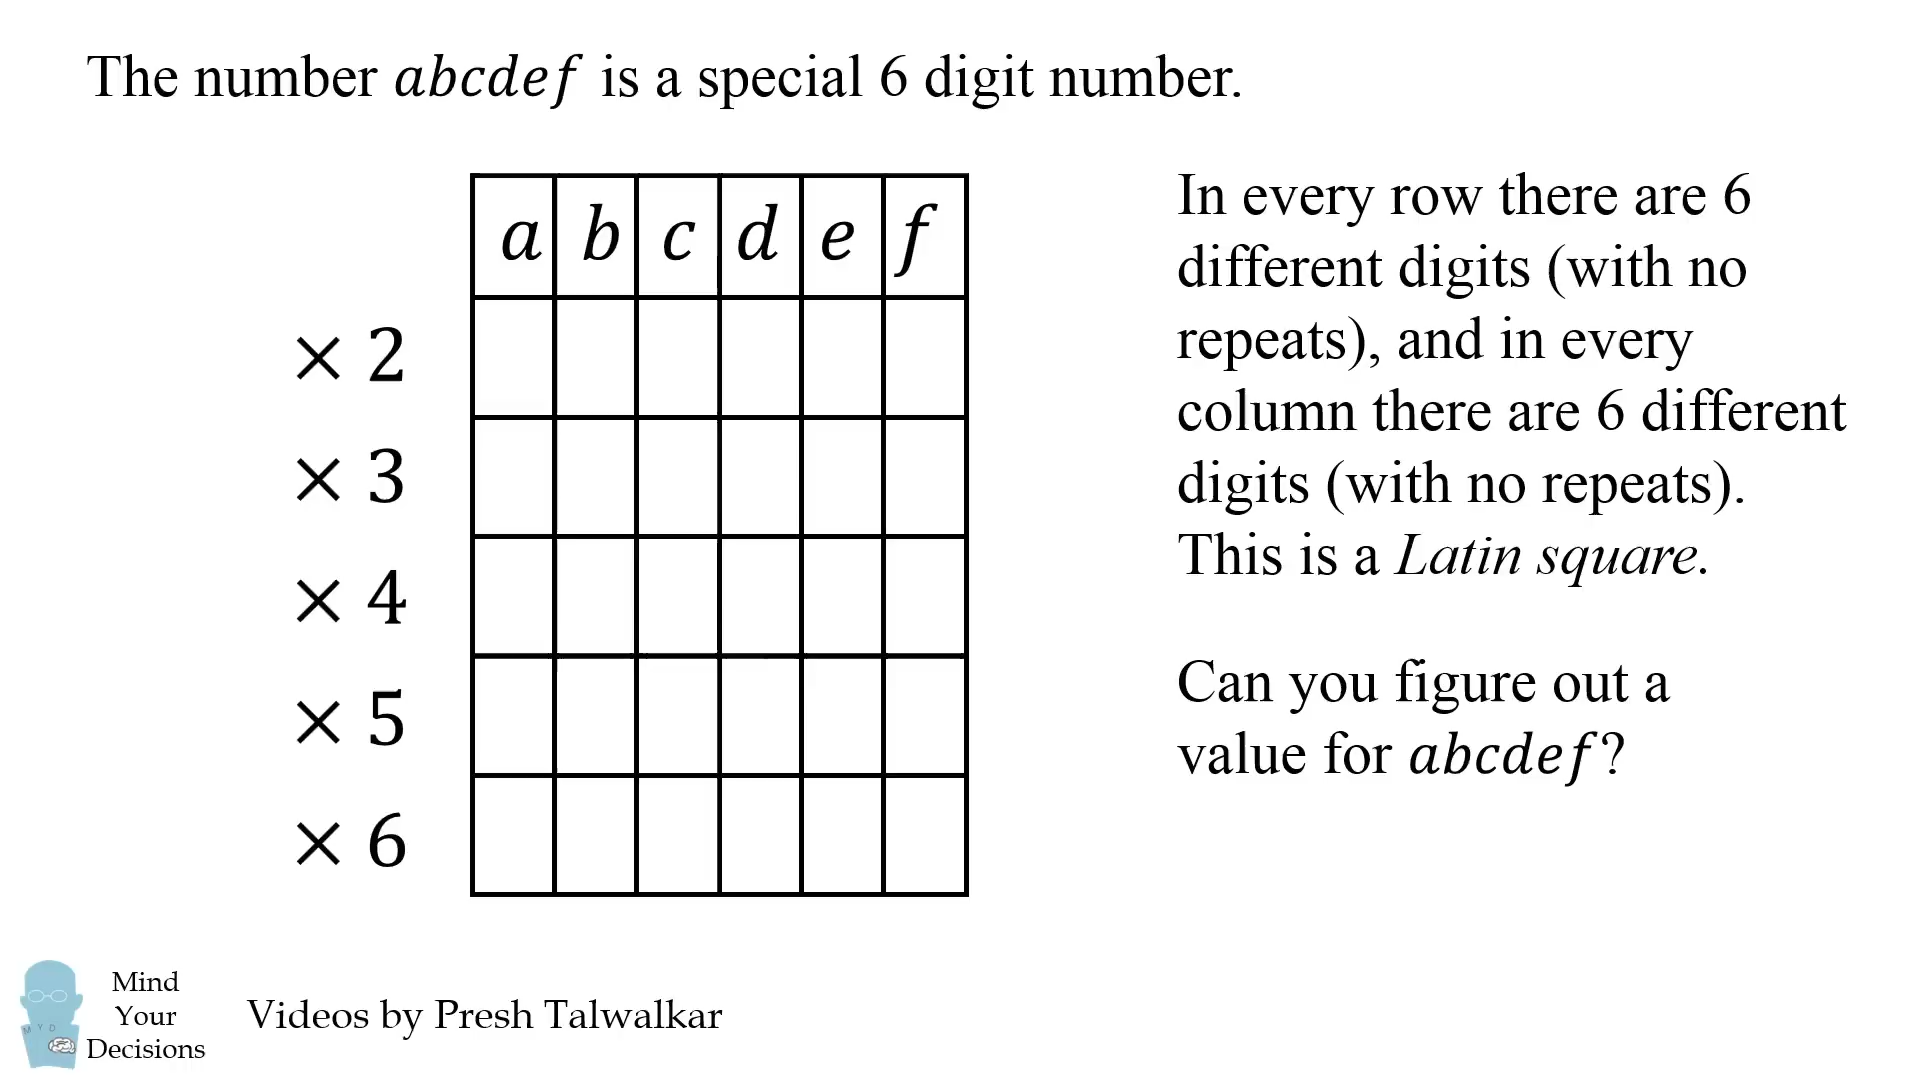 The number abcdef is a special 6 digit number.
a b c d e f
× 2
× 3
× 4
× 5
× 6
In every row there are 6
different digits (with no
repeats), and in every
column there are 6 different
digits (with no repeats).
This is a Latin square.
Can you figure out a
value for abcdef?
M Y D
Mind
Your
Decisions
Videos by Presh Talwalkar